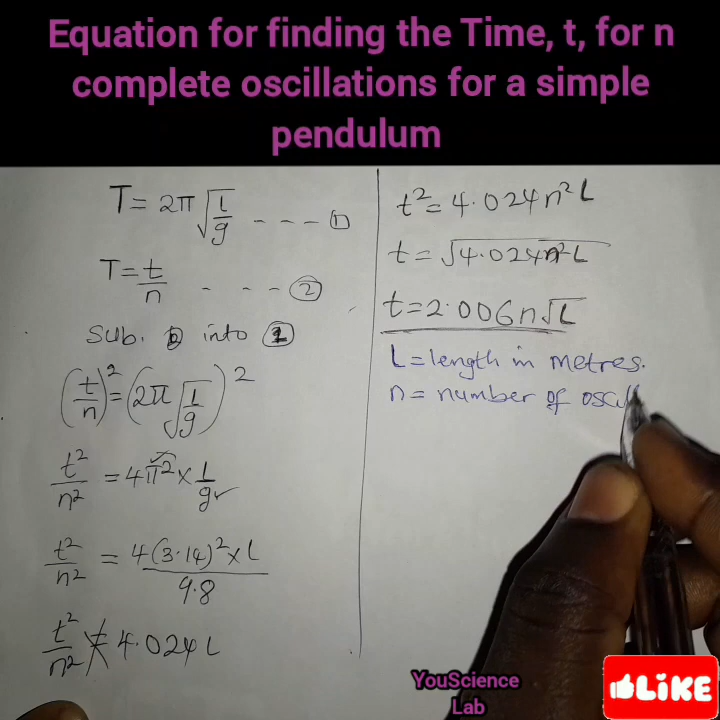 Equation for finding the Time, t, for n
complete oscillations for a simple
pendulum
T = 2π √(L/g) - - - - ①
T = t/n - - - - ②
Sub. ② into ①
(t/n)² = (2π √(L/g))²
t²/n² = 4π² × L/g
t²/n² = 4(3.14)² × L / 9.8
t²/n² = 4.024 L
t² = 4.024 n² L
t = √(4.024 n² L)
t = 2.006 n √L
L = length in metres.
n = number of oscill
YouScience
Lab
LiKE